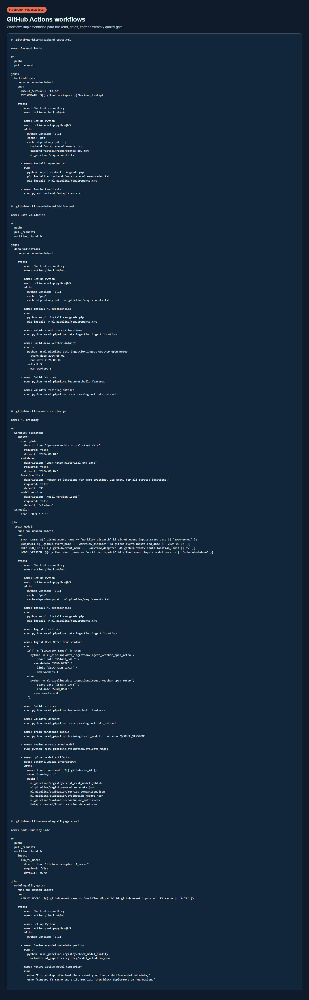 FrostPuno - evidencia local
GitHub Actions workflows
Workflows implementados para backend, datos, entrenamiento y quality gate.
# .github/workflows/backend-tests.yml
name: Backend Tests
on:
  push:
  pull_request:
jobs:
  backend-tests:
    runs-on: ubuntu-latest
    env:
      ENABLE_SUPABASE: "false"
      PYTHONPATH: ${{ github.workspace }}/backend_fastapi
    steps:
      - name: Checkout repository
        uses: actions/checkout@v4
      - name: Set up Python
        uses: actions/setup-python@v5
        with:
          python-version: "3.11"
          cache: "pip"
          cache-dependency-path: |
            backend_fastapi/requirements.txt
            backend_fastapi/requirements-dev.txt
            ml_pipeline/requirements.txt
      - name: Install dependencies
        run: |
          python -m pip install --upgrade pip
          pip install -r backend_fastapi/requirements-dev.txt
          pip install -r ml_pipeline/requirements.txt
      - name: Run backend tests
        run: pytest backend_fastapi/tests -q
# .github/workflows/data-validation.yml
name: Data Validation
on:
  push:
  pull_request:
  workflow_dispatch:
jobs:
  data-validation:
    runs-on: ubuntu-latest
    steps:
      - name: Checkout repository
        uses: actions/checkout@v4
      - name: Set up Python
        uses: actions/setup-python@v5
        with:
          python-version: "3.11"
          cache: "pip"
          cache-dependency-path: ml_pipeline/requirements.txt
      - name: Install ML dependencies
        run: |
          python -m pip install --upgrade pip
          pip install -r ml_pipeline/requirements.txt
      - name: Validate and process locations
        run: python -m ml_pipeline.data_ingestion.ingest_locations
      - name: Build demo weather dataset
        run: >
          python -m ml_pipeline.data_ingestion.ingest_weather_open_meteo
          --start-date 2024-06-01
          --end-date 2024-06-03
          --limit 3
          --max-workers 3
      - name: Build features
        run: python -m ml_pipeline.features.build_features
      - name: Validate training dataset
        run: python -m ml_pipeline.preprocessing.validate_dataset
# .github/workflows/ml-training.yml
name: ML Training
on:
  workflow_dispatch:
    inputs:
      start_date:
        description: "Open-Meteo historical start date"
        required: false
        default: "2024-06-01"
      end_date:
        description: "Open-Meteo historical end date"
        required: false
        default: "2024-06-07"
      location_limit:
        description: "Number of locations for demo training. Use empty for all curated locations."
        required: false
        default: "5"
      model_version:
        description: "Model version label"
        required: false
        default: "ci-demo"
  schedule:
    - cron: "0 9 * * 1"
jobs:
  train-model:
    runs-on: ubuntu-latest
    env:
      START_DATE: ${{ github.event_name == 'workflow_dispatch' && github.event.inputs.start_date || '2024-06-01' }}
      END_DATE: ${{ github.event_name == 'workflow_dispatch' && github.event.inputs.end_date || '2024-06-07' }}
      LOCATION_LIMIT: ${{ github.event_name == 'workflow_dispatch' && github.event.inputs.location_limit || '5' }}
      MODEL_VERSION: ${{ github.event_name == 'workflow_dispatch' && github.event.inputs.model_version || 'scheduled-demo' }}
    steps:
      - name: Checkout repository
        uses: actions/checkout@v4
      - name: Set up Python
        uses: actions/setup-python@v5
        with:
          python-version: "3.11"
          cache: "pip"
          cache-dependency-path: ml_pipeline/requirements.txt
      - name: Install ML dependencies
        run: |
          python -m pip install --upgrade pip
          pip install -r ml_pipeline/requirements.txt
      - name: Ingest locations
        run: python -m ml_pipeline.data_ingestion.ingest_locations
      - name: Ingest Open-Meteo demo weather
        run: |
          if [ -n "$LOCATION_LIMIT" ]; then
            python -m ml_pipeline.data_ingestion.ingest_weather_open_meteo \
              --start-date "$START_DATE" \
              --end-date "$END_DATE" \
              --limit "$LOCATION_LIMIT" \
              --max-workers 4
          else
            python -m ml_pipeline.data_ingestion.ingest_weather_open_meteo \
              --start-date "$START_DATE" \
              --end-date "$END_DATE" \
              --max-workers 4
          fi
      - name: Build features
        run: python -m ml_pipeline.features.build_features
      - name: Validate dataset
        run: python -m ml_pipeline.preprocessing.validate_dataset
      - name: Train candidate models
        run: python -m ml_pipeline.training.train_models --version "$MODEL_VERSION"
      - name: Evaluate registered model
        run: python -m ml_pipeline.evaluation.evaluate_model
      - name: Upload model artifacts
        uses: actions/upload-artifact@v4
        with:
          name: frost-puno-model-${{ github.run_id }}
          retention-days: 14
          path: |
            ml_pipeline/registry/frost_risk_model.joblib
            ml_pipeline/registry/model_metadata.json
            ml_pipeline/evaluation/metrics_comparison.json
            ml_pipeline/evaluation/evaluation_report.json
            ml_pipeline/evaluation/confusion_matrix.csv
            data/processed/frost_training_dataset.csv
# .github/workflows/model-quality-gate.yml
name: Model Quality Gate
on:
  push:
  pull_request:
  workflow_dispatch:
    inputs:
      min_f1_macro:
        description: "Minimum accepted f1_macro"
        required: false
        default: "0.70"
jobs:
  model-quality-gate:
    runs-on: ubuntu-latest
    env:
      MIN_F1_MACRO: ${{ github.event_name == 'workflow_dispatch' && github.event.inputs.min_f1_macro || '0.70' }}
    steps:
      - name: Checkout repository
        uses: actions/checkout@v4
      - name: Set up Python
        uses: actions/setup-python@v5
        with:
          python-version: "3.11"
      - name: Evaluate model metadata quality
        run: >
          python -m ml_pipeline.registry.check_model_quality
          --metadata ml_pipeline/registry/model_metadata.json
      - name: Future active-model comparison
        run: |
          echo "Future step: download the currently active production model metadata,"
          echo "compare f1_macro and drift metrics, then block deployment on regression."